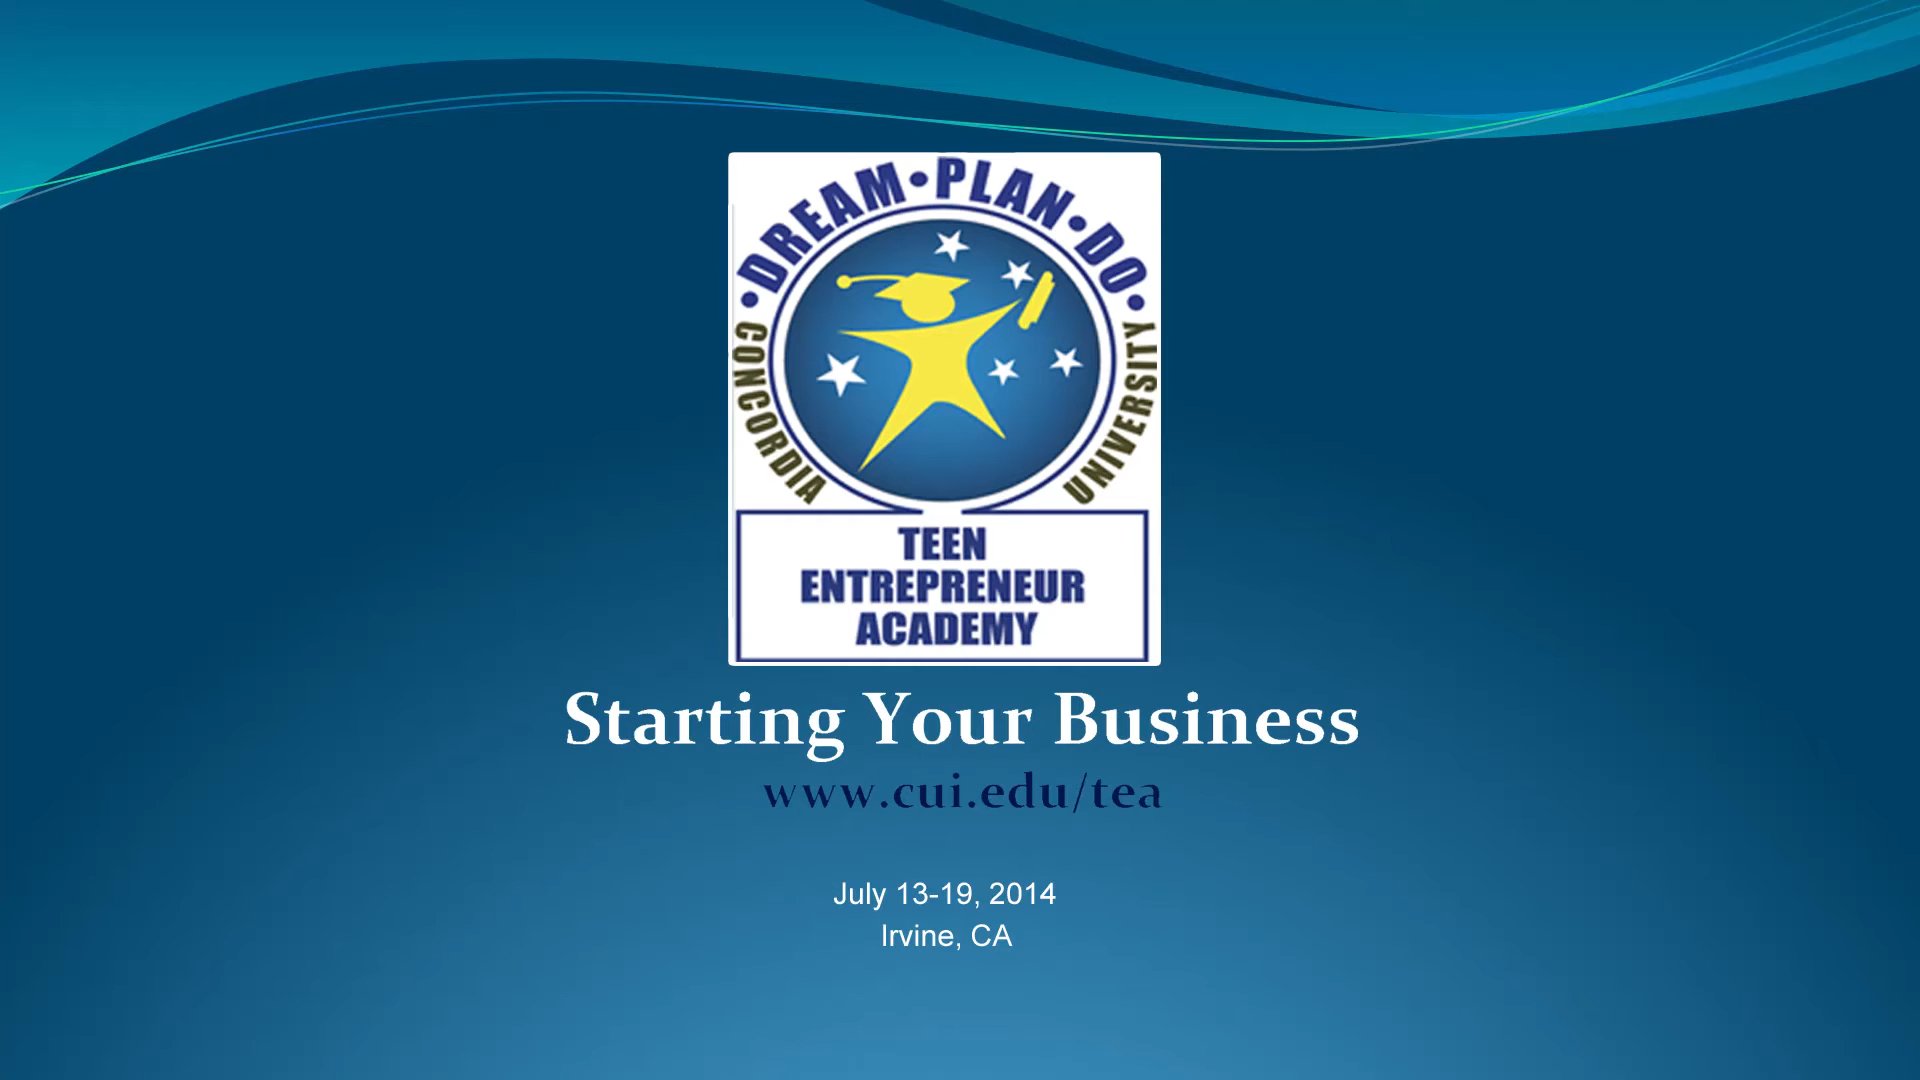 • DREAM • PLAN • DO •
CONCORDIA UNIVERSITY
TEEN
ENTREPRENEUR
ACADEMY
Starting Your Business
www.cui.edu/tea
July 13-19, 2014
Irvine, CA